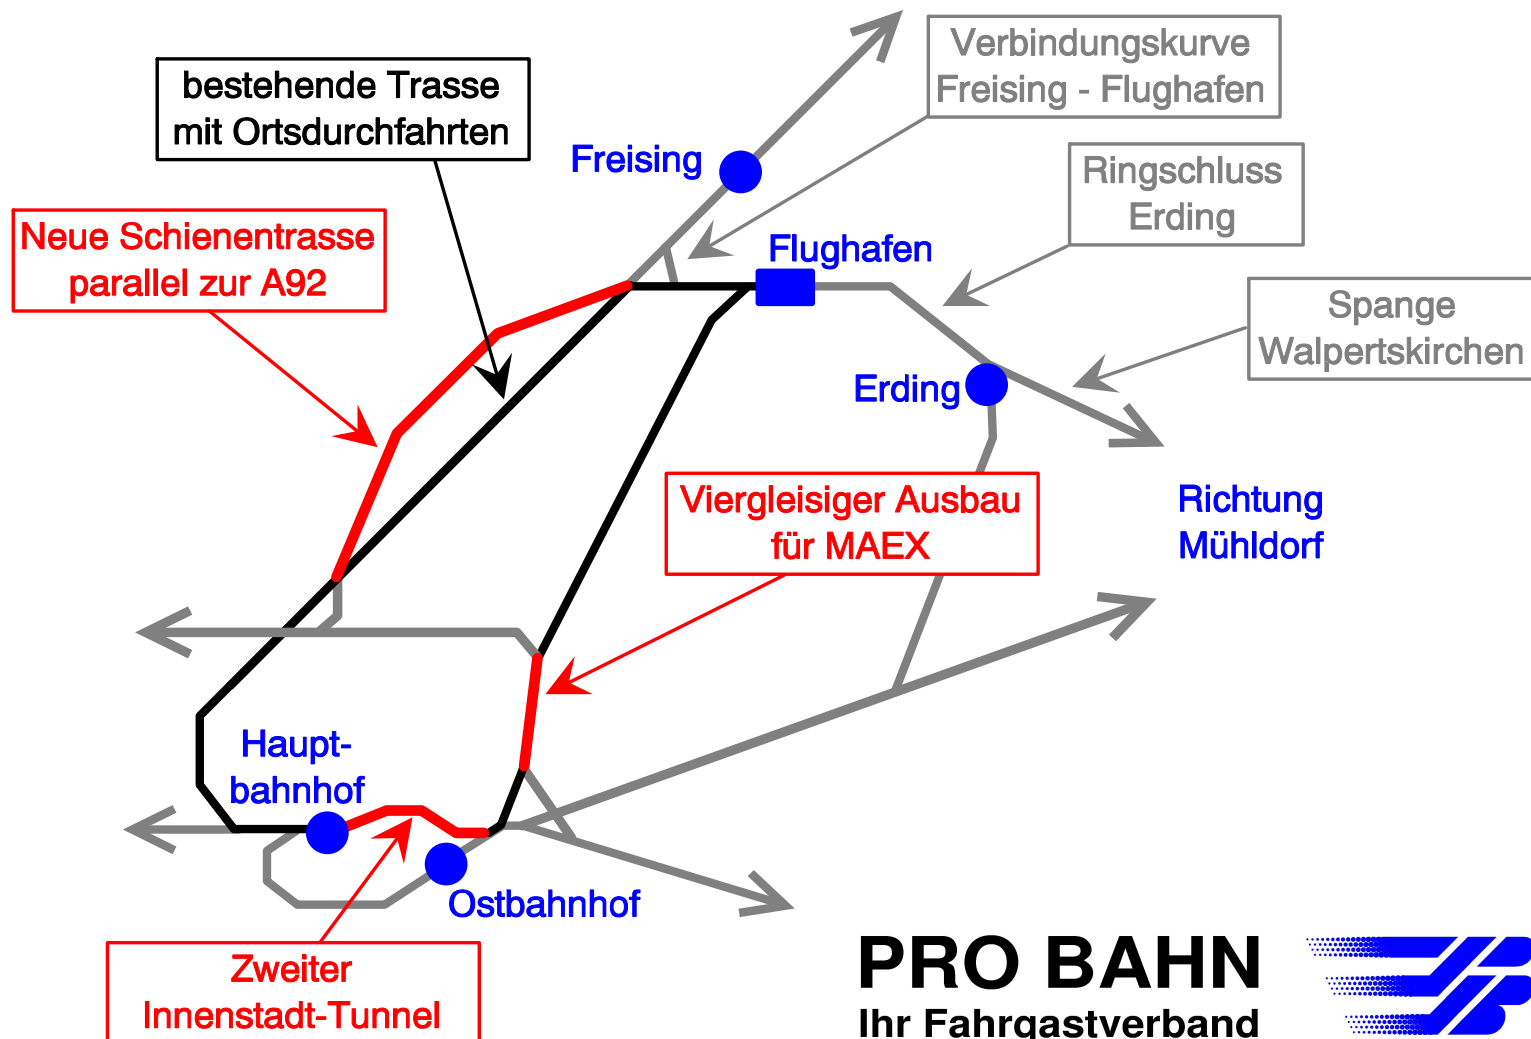 Verbindungskurve
Freising - Flughafen
bestehende Trasse
mit Ortsdurchfahrten
Freising
Ringschluss
Erding
Neue Schienentrasse
parallel zur A92
Flughafen
Spange
Walpertskirchen
Erding
Viergleisiger Ausbau
für MAEX
Richtung
Mühldorf
Haupt-
bahnhof
Ostbahnhof
Zweiter
Innenstadt-Tunnel
PRO BAHN
Ihr Fahrgastverband